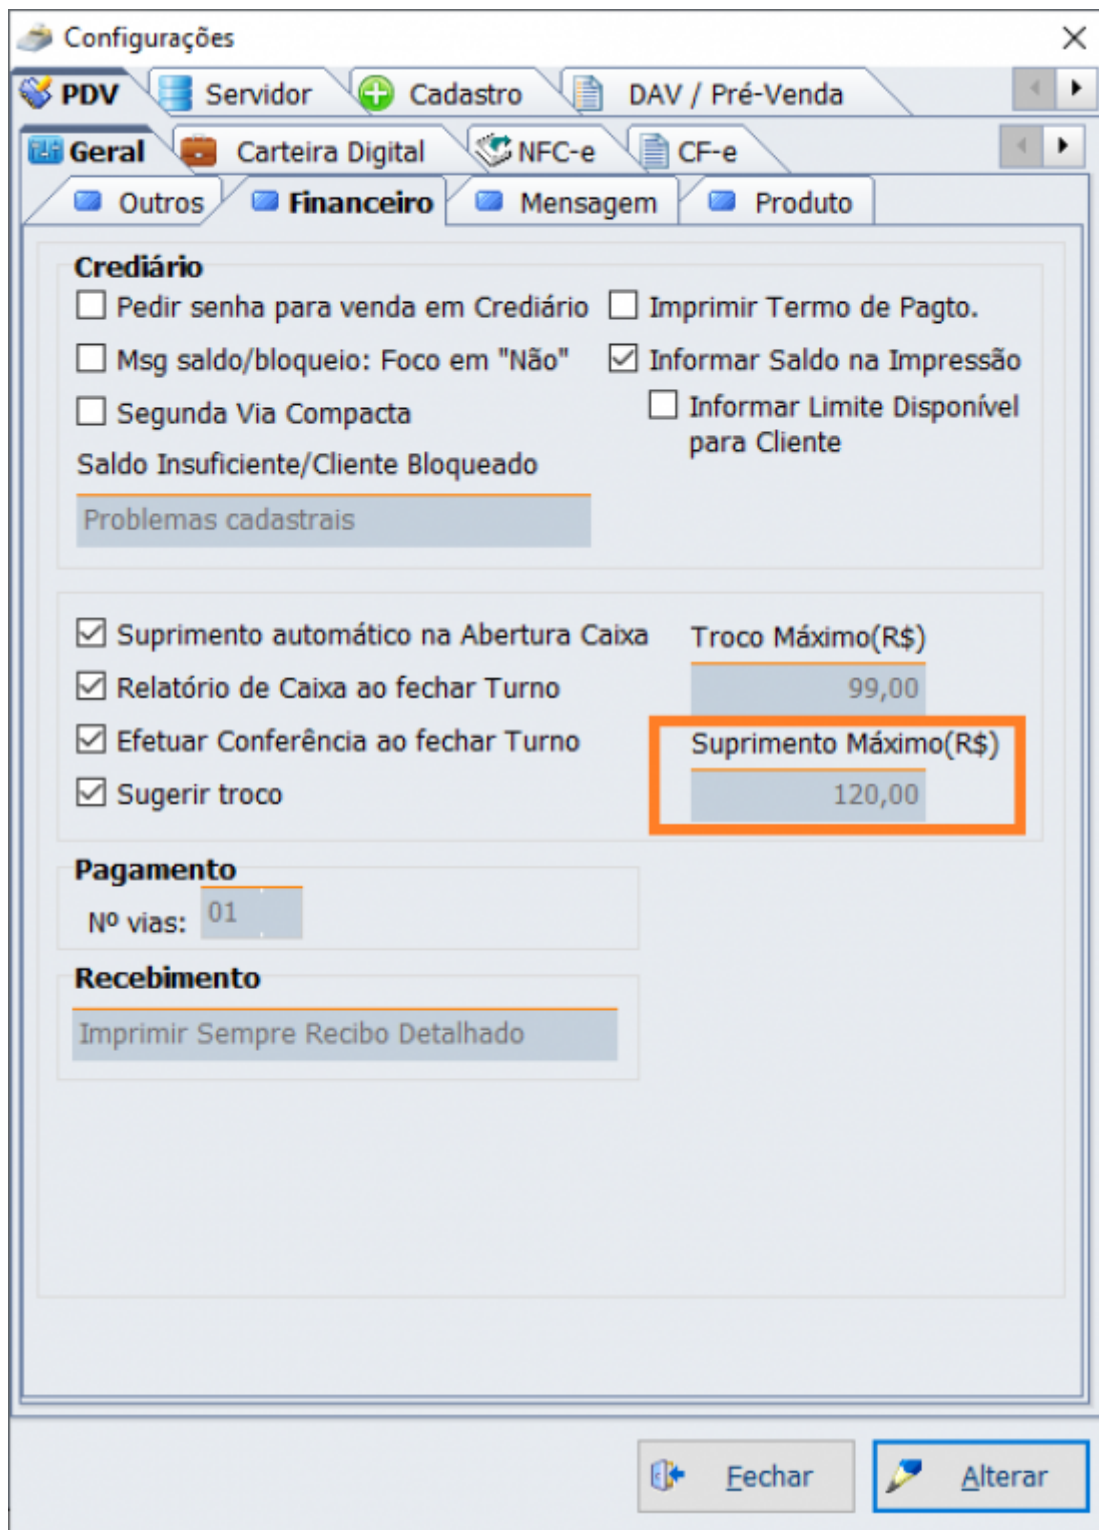 Configurações
PDV Servidor Cadastro DAV / Pré-Venda
Geral Carteira Digital NFC-e CF-e
Outros Financeiro Mensagem Produto
Crediário
Pedir senha para venda em Crediário Imprimir Termo de Pagto.
Msg saldo/bloqueio: Foco em "Não" Informar Saldo na Impressão
Segunda Via Compacta Informar Limite Disponível
para Cliente
Saldo Insuficiente/Cliente Bloqueado
Problemas cadastrais
Suprimento automático na Abertura Caixa Troco Máximo(R$)
Relatório de Caixa ao fechar Turno 99,00
Efetuar Conferência ao fechar Turno Suprimento Máximo(R$)
Sugerir troco 120,00
Pagamento
Nº vias: 01
Recebimento
Imprimir Sempre Recibo Detalhado
Fechar Alterar